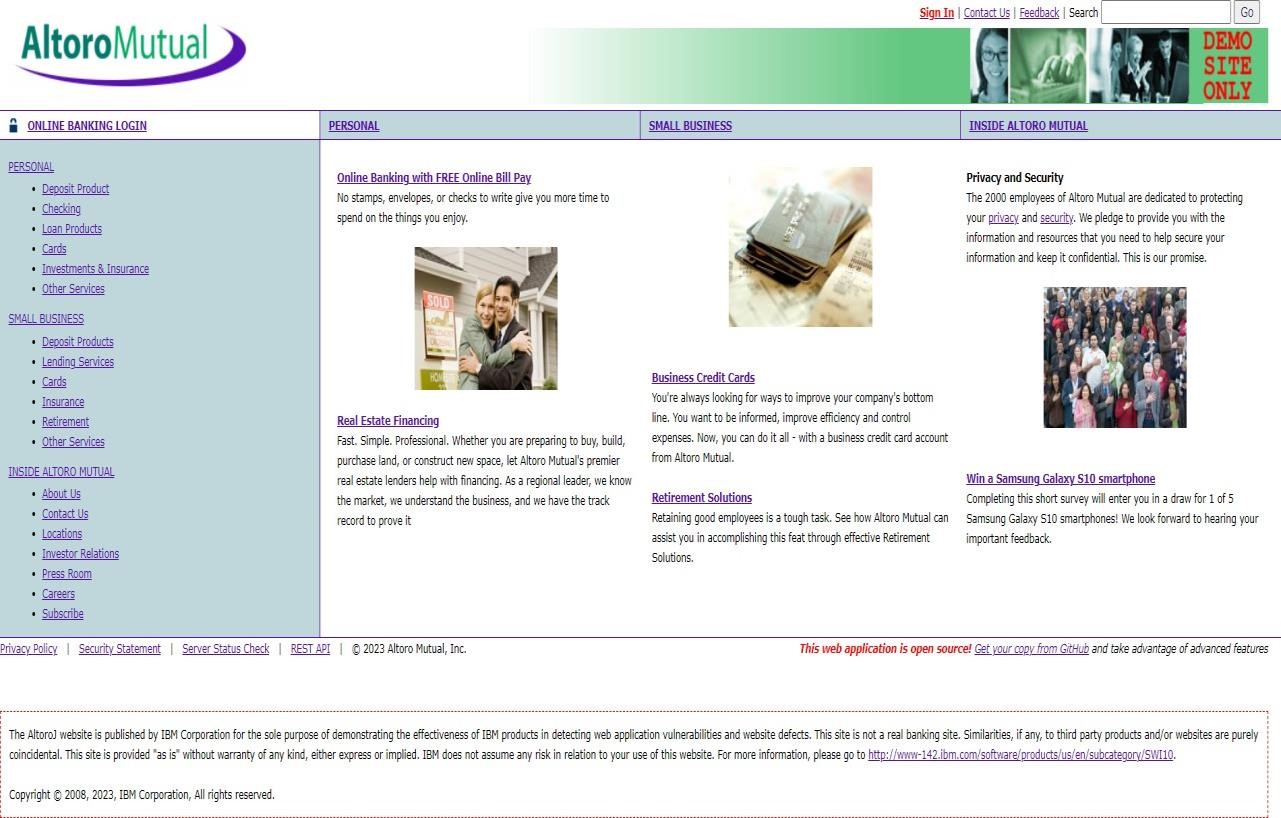 Sign In | Contact Us | Feedback | Search Go
AltoroMutual
DEMO
SITE
ONLY
ONLINE BANKING LOGIN
PERSONAL
SMALL BUSINESS
INSIDE ALTORO MUTUAL
PERSONAL
• Deposit Product
• Checking
• Loan Products
• Cards
• Investments & Insurance
• Other Services
SMALL BUSINESS
• Deposit Products
• Lending Services
• Cards
• Insurance
• Retirement
• Other Services
INSIDE ALTORO MUTUAL
• About Us
• Contact Us
• Locations
• Investor Relations
• Press Room
• Careers
• Subscribe
Online Banking with FREE Online Bill Pay
No stamps, envelopes, or checks to write give you more time to
spend on the things you enjoy.
SOLD
Real Estate Financing
Fast. Simple. Professional. Whether you are preparing to buy, build,
purchase land, or construct new space, let Altoro Mutual's premier
real estate lenders help with financing. As a regional leader, we know
the market, we understand the business, and we have the track
record to prove it
Business Credit Cards
You're always looking for ways to improve your company's bottom
line. You want to be informed, improve efficiency and control
expenses. Now, you can do it all - with a business credit card account
from Altoro Mutual.
Retirement Solutions
Retaining good employees is a tough task. See how Altoro Mutual can
assist you in accomplishing this feat through effective Retirement
Solutions.
Privacy and Security
The 2000 employees of Altoro Mutual are dedicated to protecting
your privacy and security. We pledge to provide you with the
information and resources that you need to help secure your
information and keep it confidential. This is our promise.
Win a Samsung Galaxy S10 smartphone
Completing this short survey will enter you in a draw for 1 of 5
Samsung Galaxy S10 smartphones! We look forward to hearing your
important feedback.
Privacy Policy | Security Statement | Server Status Check | REST API | © 2023 Altoro Mutual, Inc.
This web application is open source! Get your copy from GitHub and take advantage of advanced features
The AltoroJ website is published by IBM Corporation for the sole purpose of demonstrating the effectiveness of IBM products in detecting web application vulnerabilities and website defects. This site is not a real banking site. Similarities, if any, to third party products and/or websites are purely
coincidental. This site is provided "as is" without warranty of any kind, either express or implied. IBM does not assume any risk in relation to your use of this website. For more information, please go to http://www-142.ibm.com/software/products/us/en/subcategory/SWI10.
Copyright © 2008, 2023, IBM Corporation, All rights reserved.